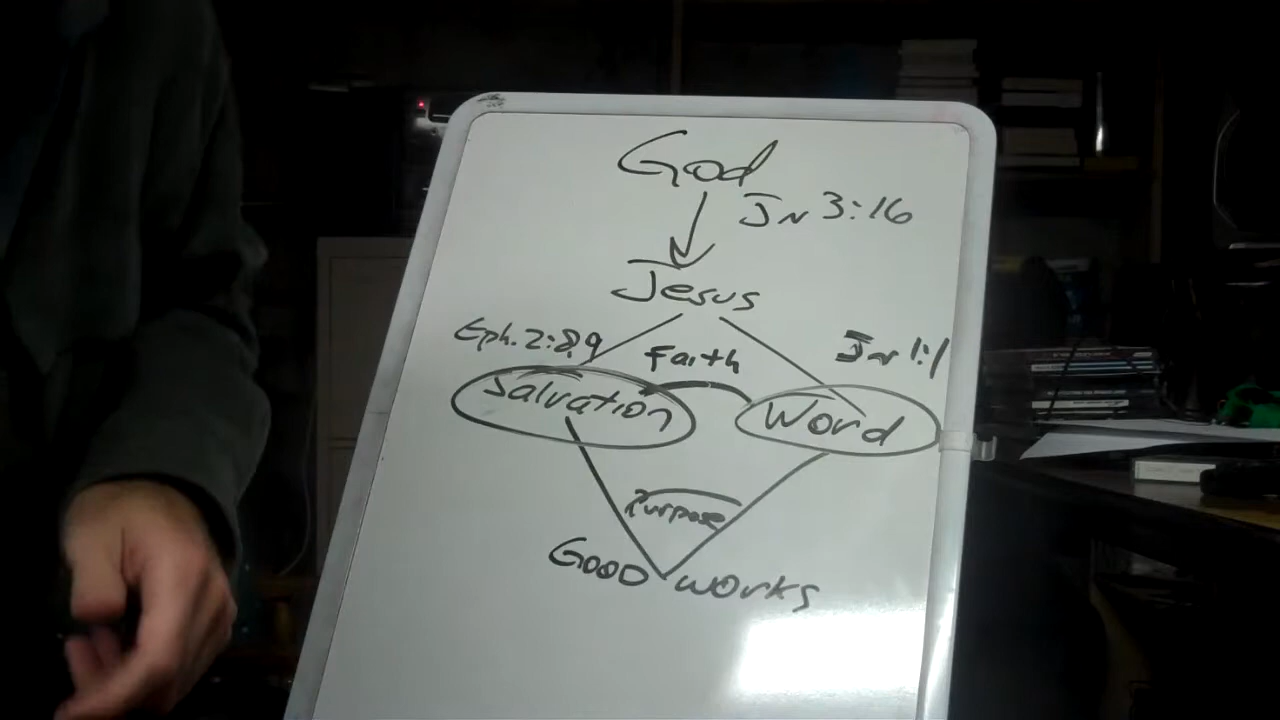 God
Jn 3:16
Jesus
Eph. 2:8,9
Faith
Jn 1:1
Salvation
Word
Purpose
Good works